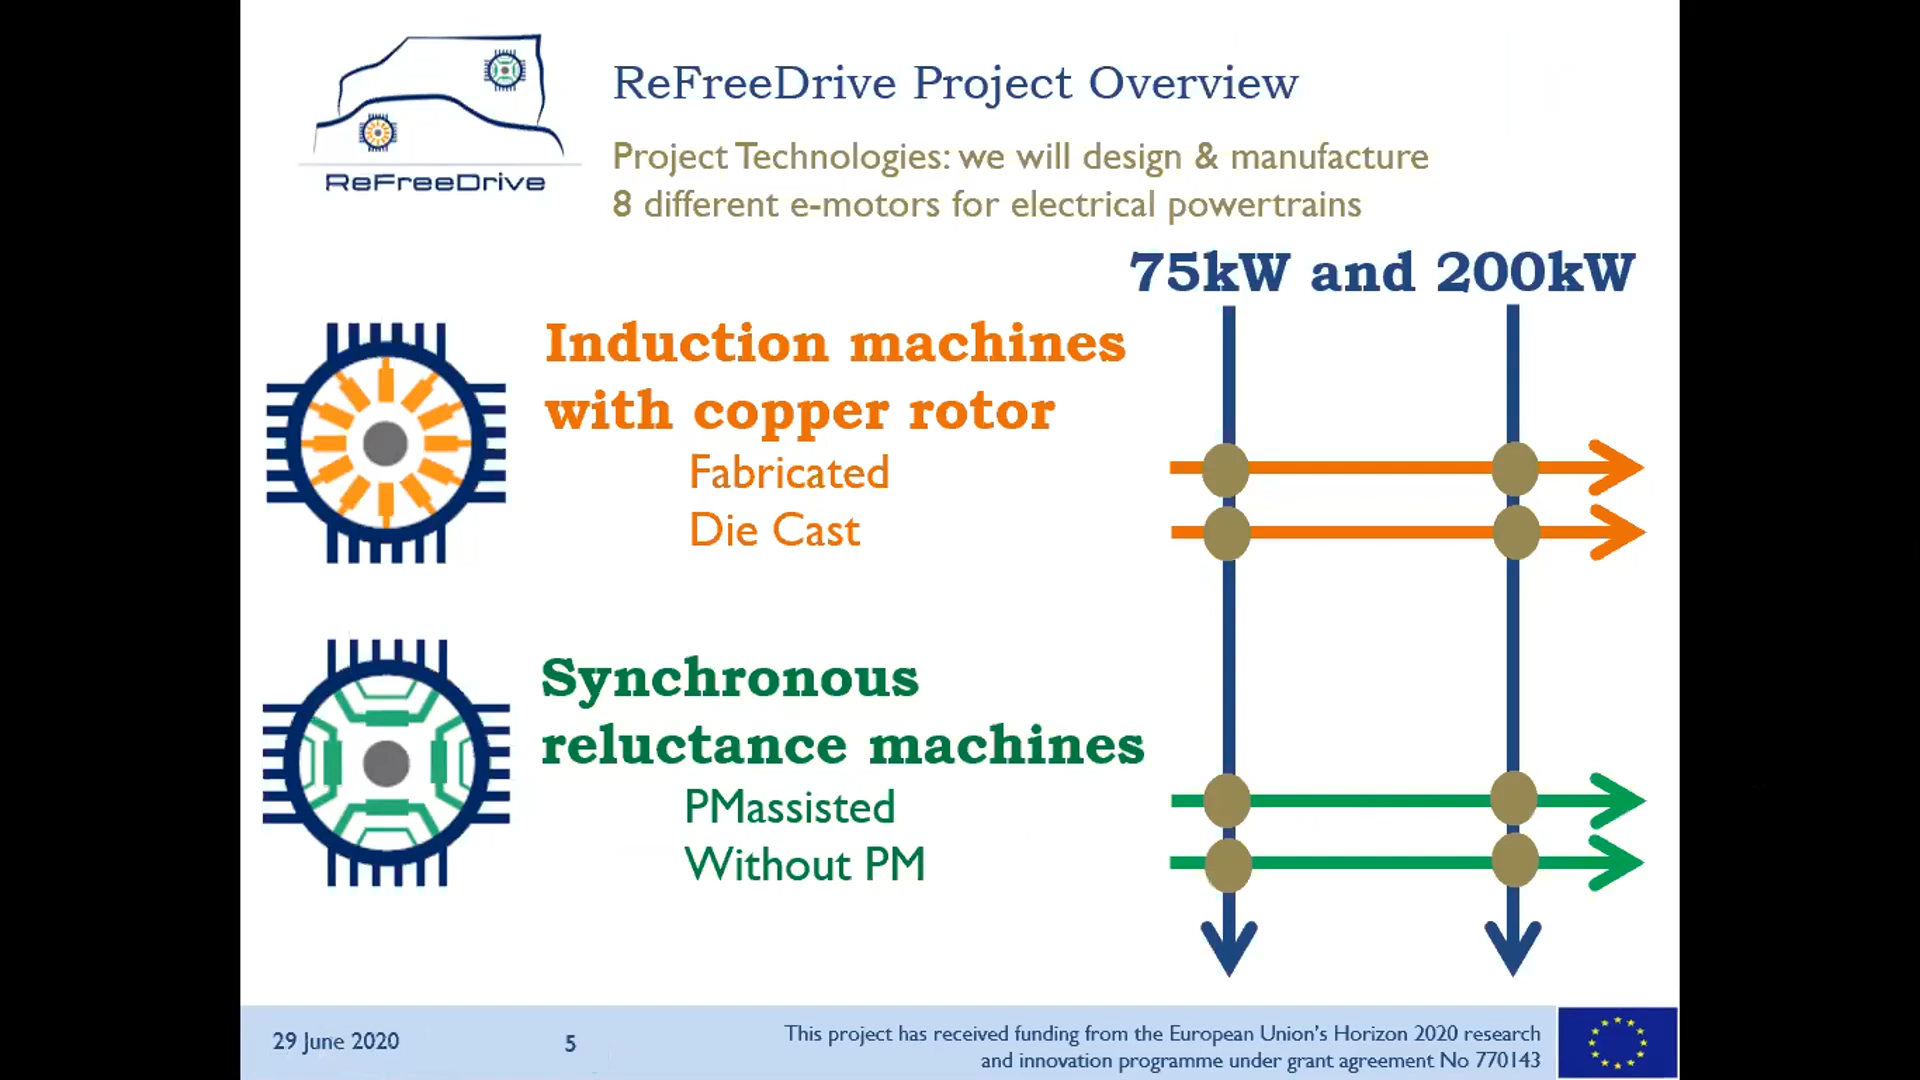 ReFreeDrive
ReFreeDrive Project Overview
Project Technologies: we will design & manufacture
8 different e-motors for electrical powertrains
75kW and 200kW
Induction machines
with copper rotor
Fabricated
Die Cast
Synchronous
reluctance machines
PMassisted
Without PM
29 June 2020
5
This project has received funding from the European Union's Horizon 2020 research
and innovation programme under grant agreement No 770143